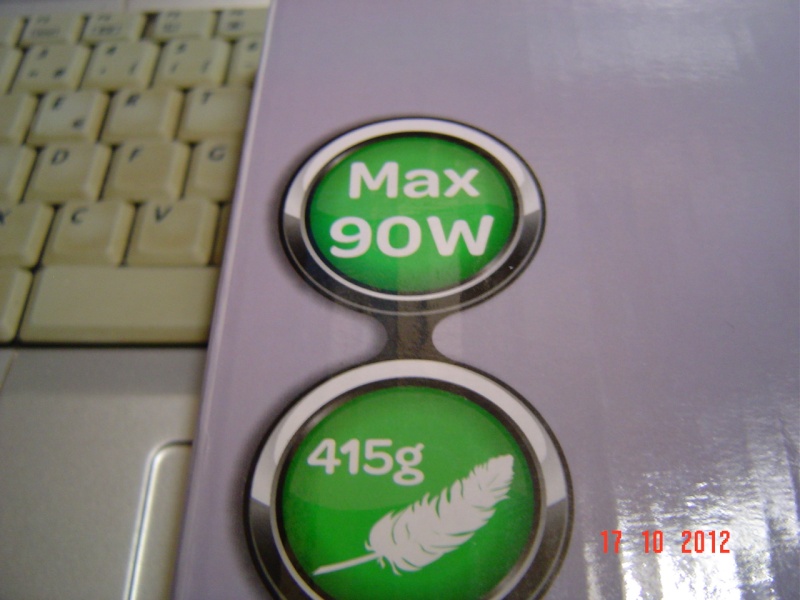 E R T
D F G
X C V
Max
90W
415g
17 10 2012